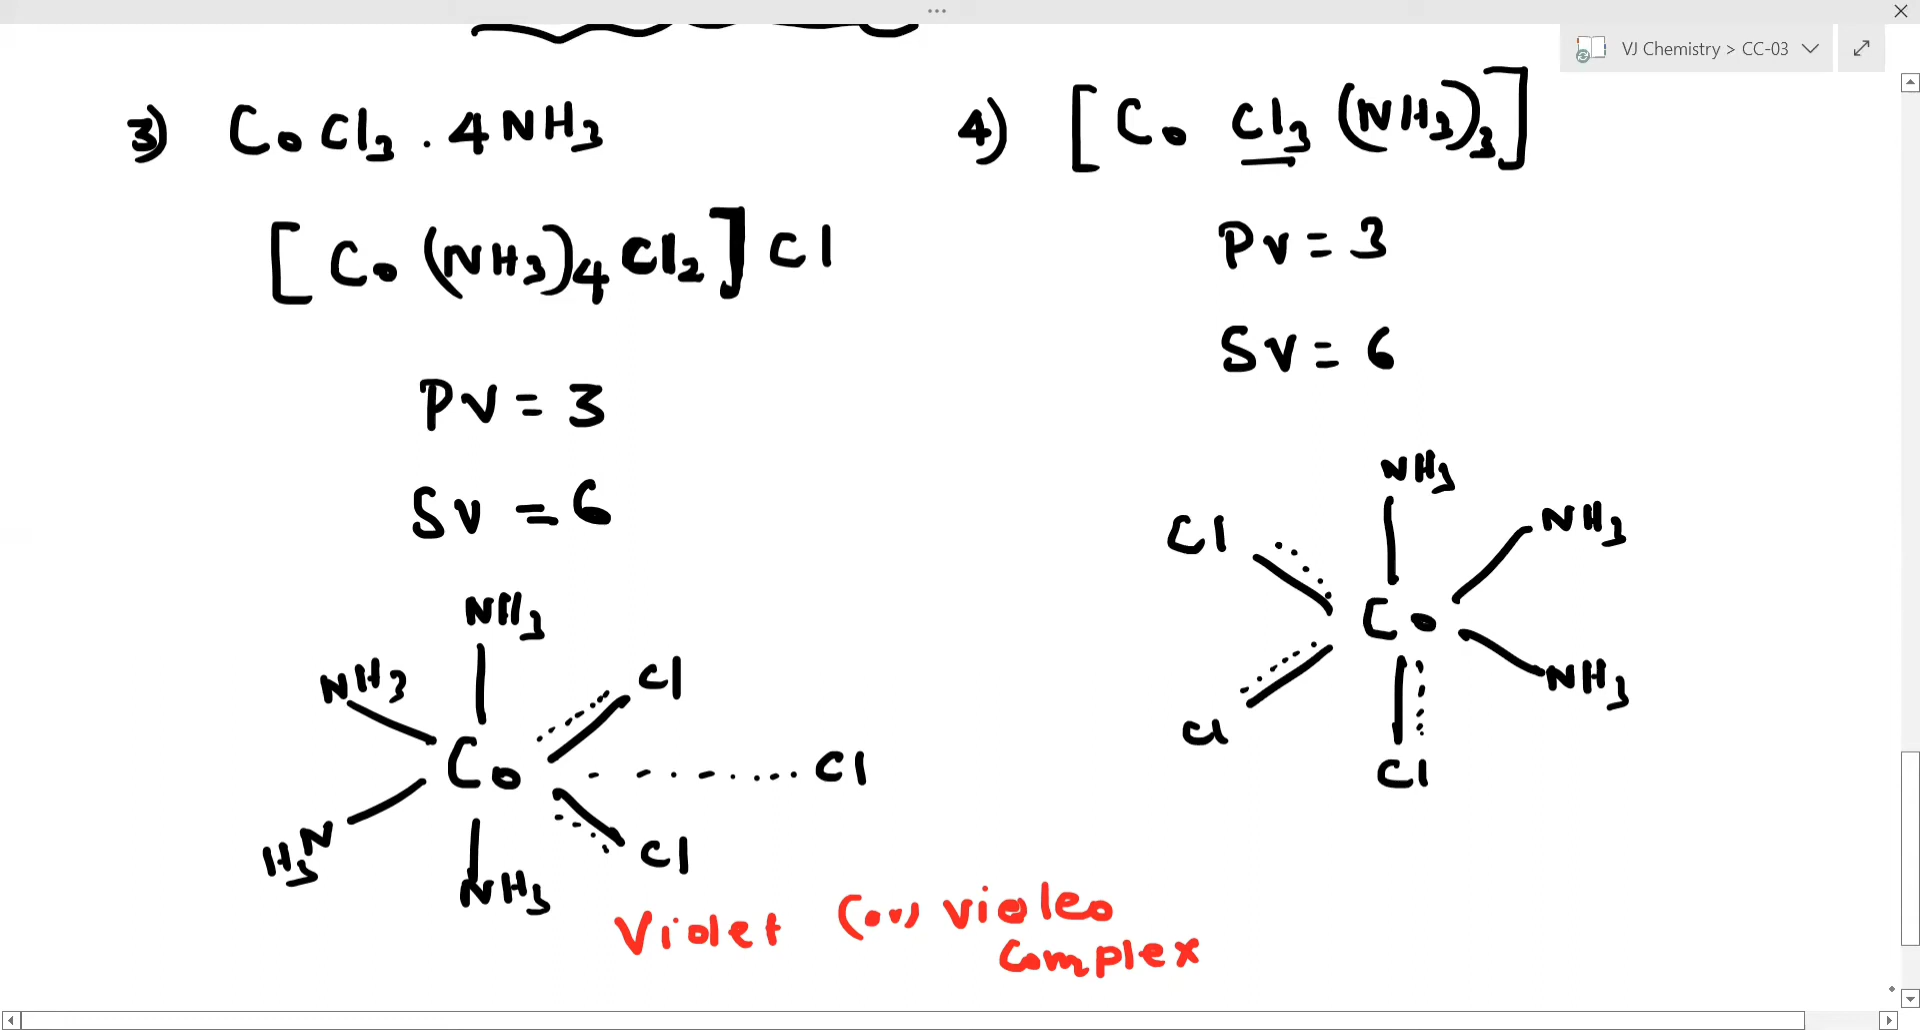 VJ Chemistry > CC-03
3) CoCl3 . 4NH3
[Co(NH3)4Cl2]Cl
PV = 3
SV = 6
NH3
NH3
Cl
Co
Cl
H3N
NH3
Cl
Violet (or) violeo
complex
4) [Co Cl3 (NH3)3]
PV = 3
SV = 6
NH3
Cl
NH3
Co
NH3
Cl
Cl